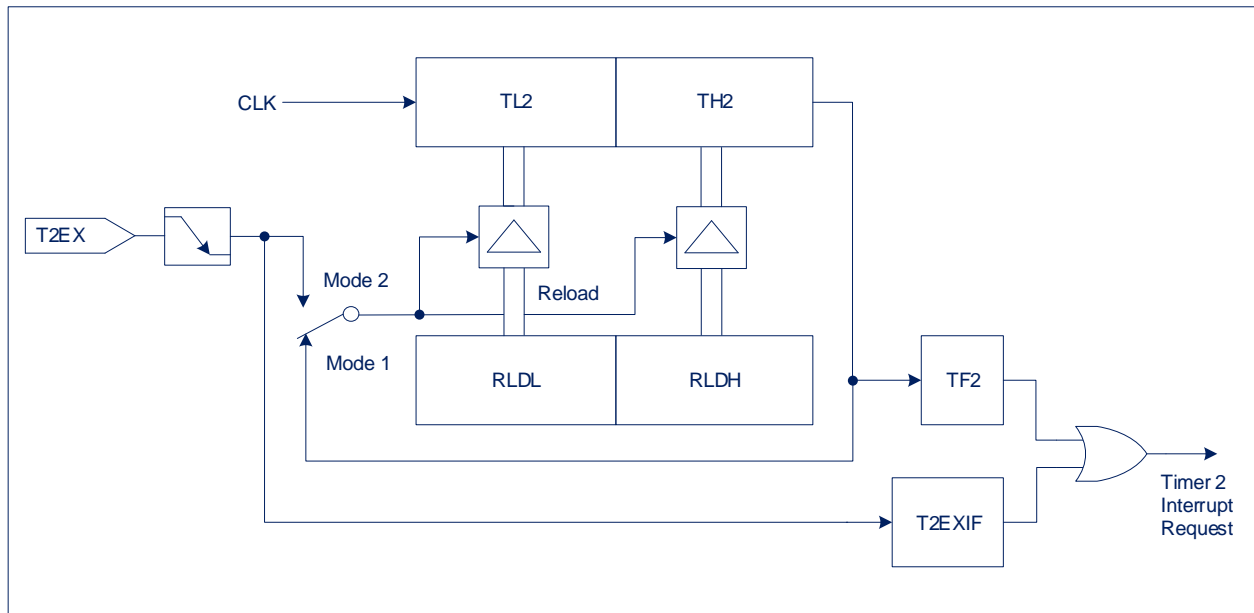 CLK
TL2
TH2
T2EX
Mode 2
Reload
Mode 1
RLDL
RLDH
TF2
T2EXIF
Timer 2
Interrupt
Request